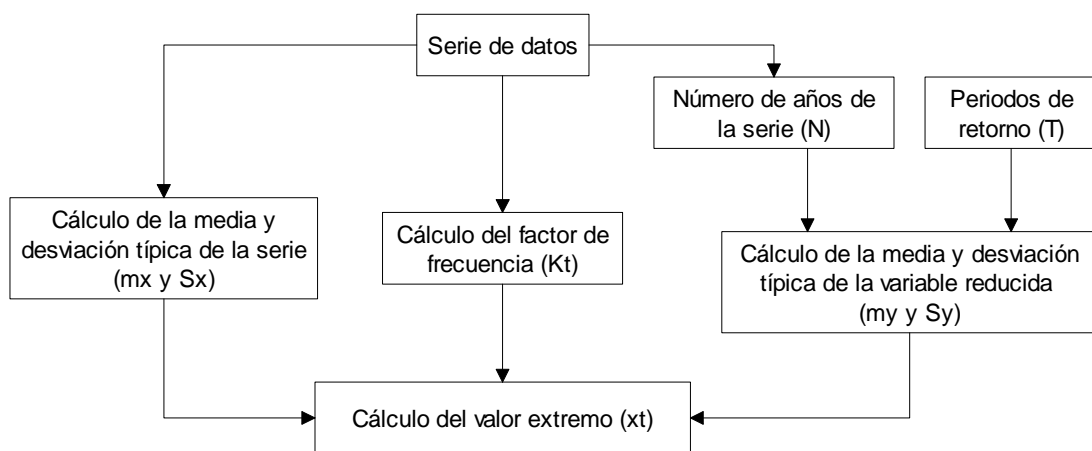 Serie de datos
Número de años de
la serie (N)
Periodos de
retorno (T)
Cálculo de la media y
desviación típica de la serie
(mx y Sx)
Cálculo del factor de
frecuencia (Kt)
Cálculo de la media y desviación
típica de la variable reducida
(my y Sy)
Cálculo del valor extremo (xt)